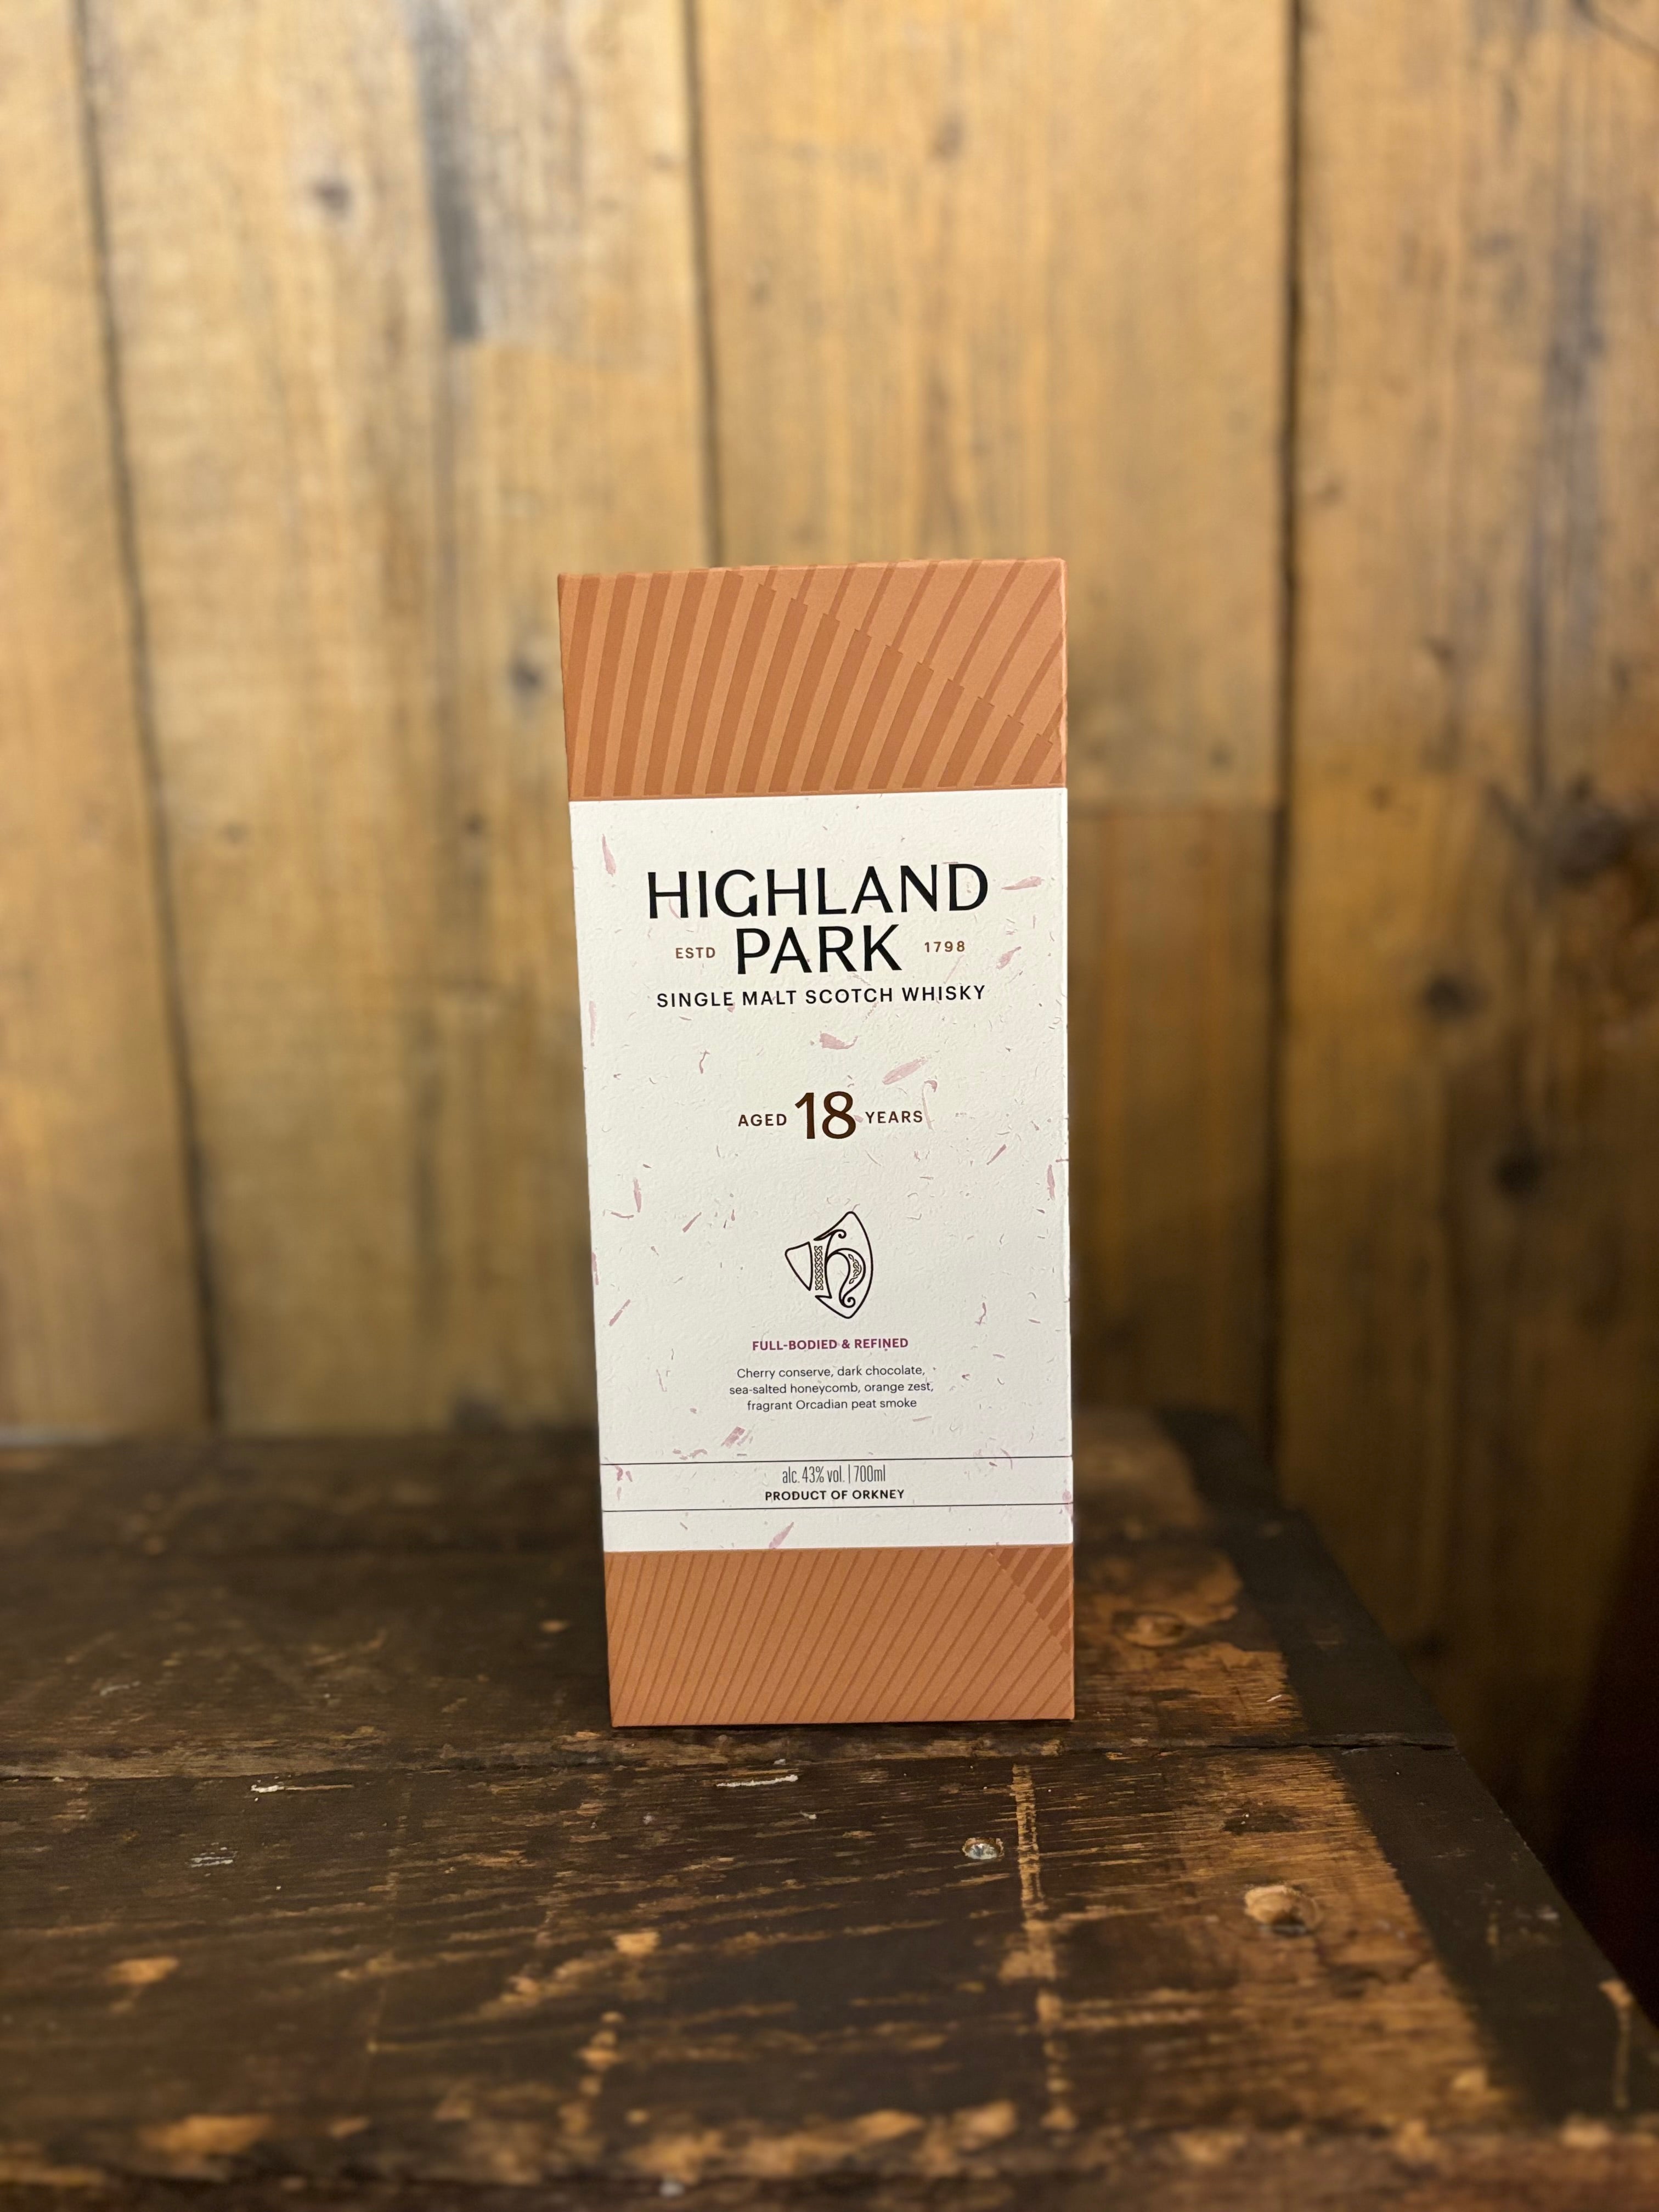 HIGHLAND
ESTD PARK 1798
SINGLE MALT SCOTCH WHISKY
AGED 18 YEARS
h
FULL-BODIED & REFINED
Cherry conserve, dark chocolate,
sea-salted honeycomb, orange zest,
fragrant Orcadian peat smoke
alc. 43% vol. | 700ml
PRODUCT OF ORKNEY